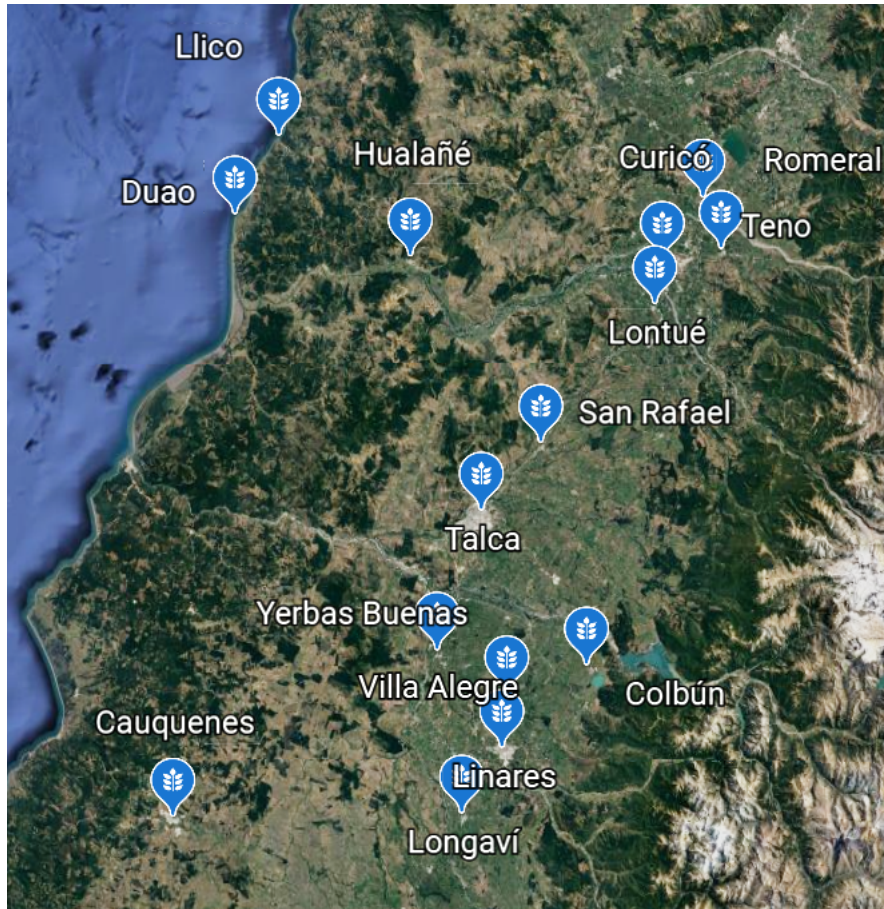 Llico
Hualañé
Curicó
Romeral
Duao
Teno
Lontué
San Rafael
Talca
Yerbas Buenas
Villa Alegre
Colbún
Cauquenes
Linares
Longaví